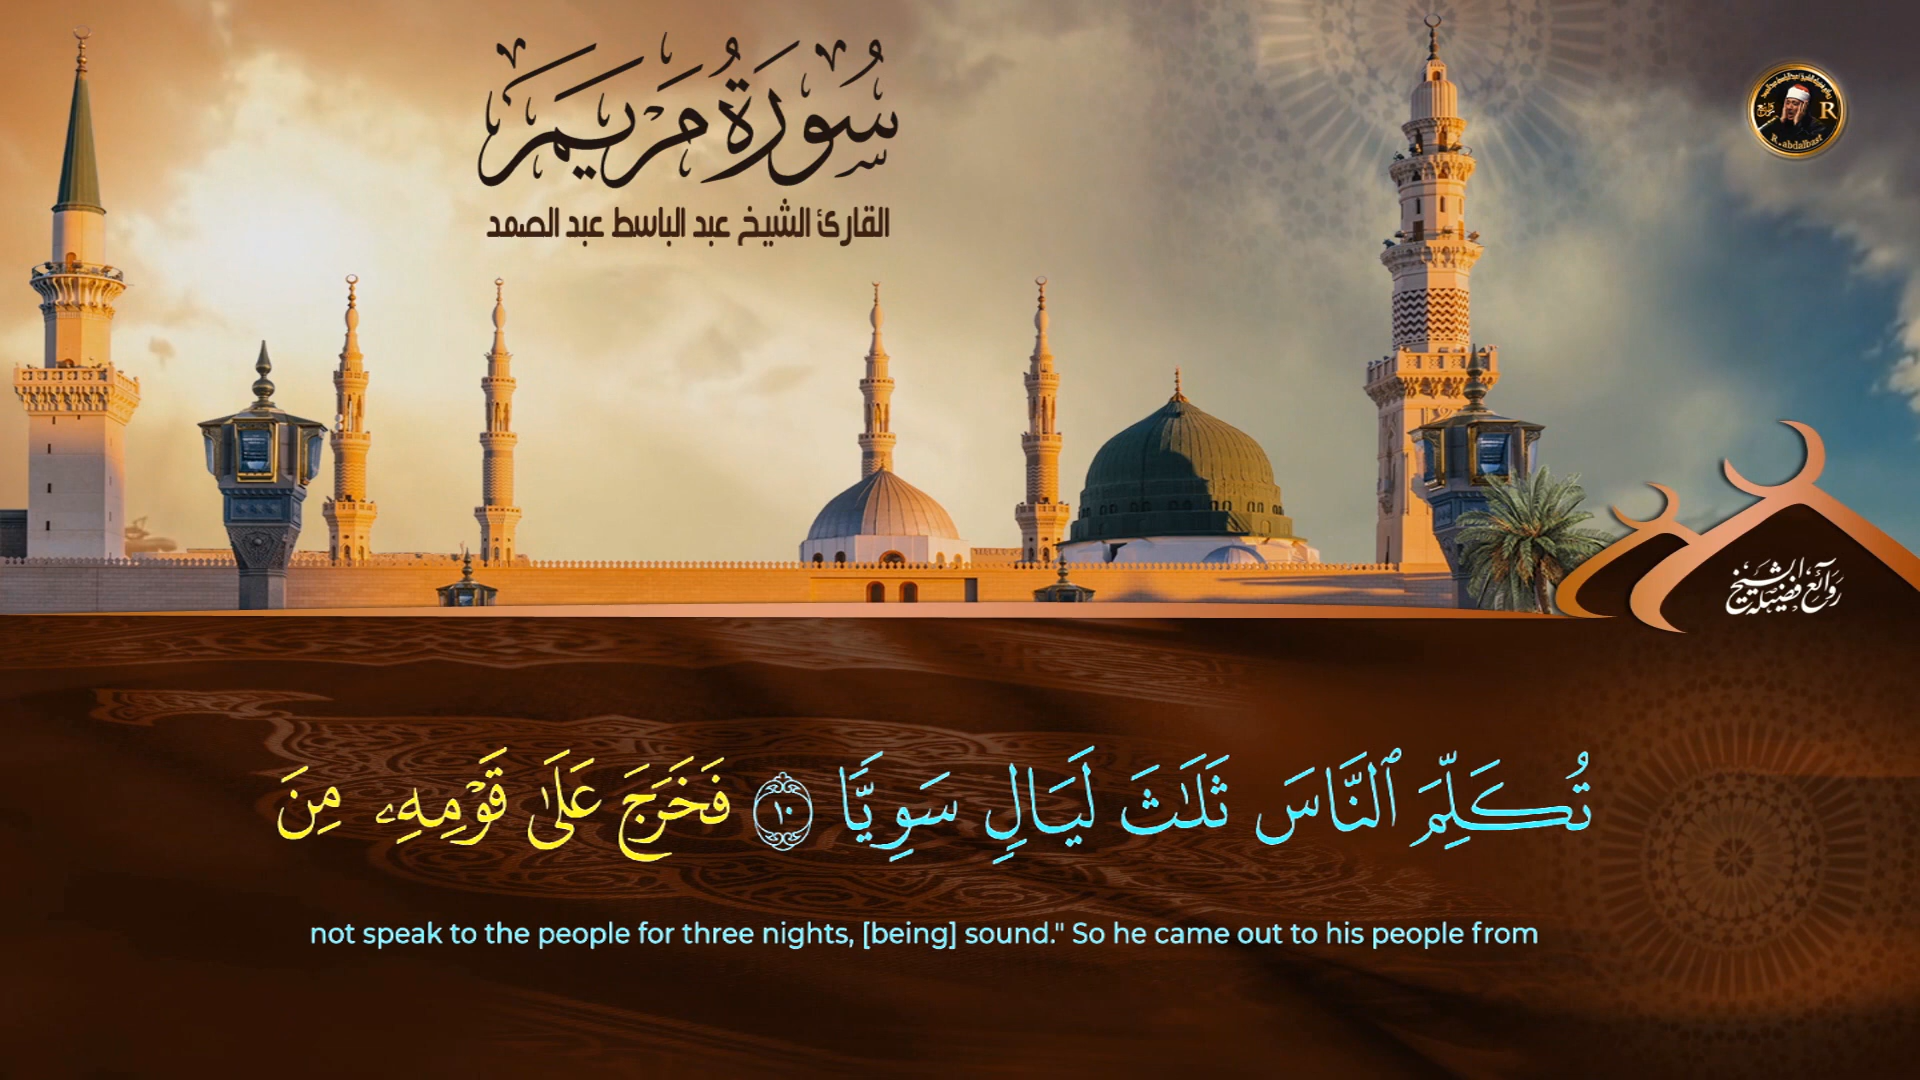 سُورَةُ مَرْيَمَ
القارئ الشيخ عبد الباسط عبد الصمد
R
R.abdalbast
روائع فضيلة الشيخ
تُكَلِّمَ ٱلنَّاسَ ثَلَٰثَ لَيَالٍ سَوِيًّا ١٠ فَخَرَجَ عَلَىٰ قَوْمِهِۦ مِنَ
not speak to the people for three nights, [being] sound." So he came out to his people from